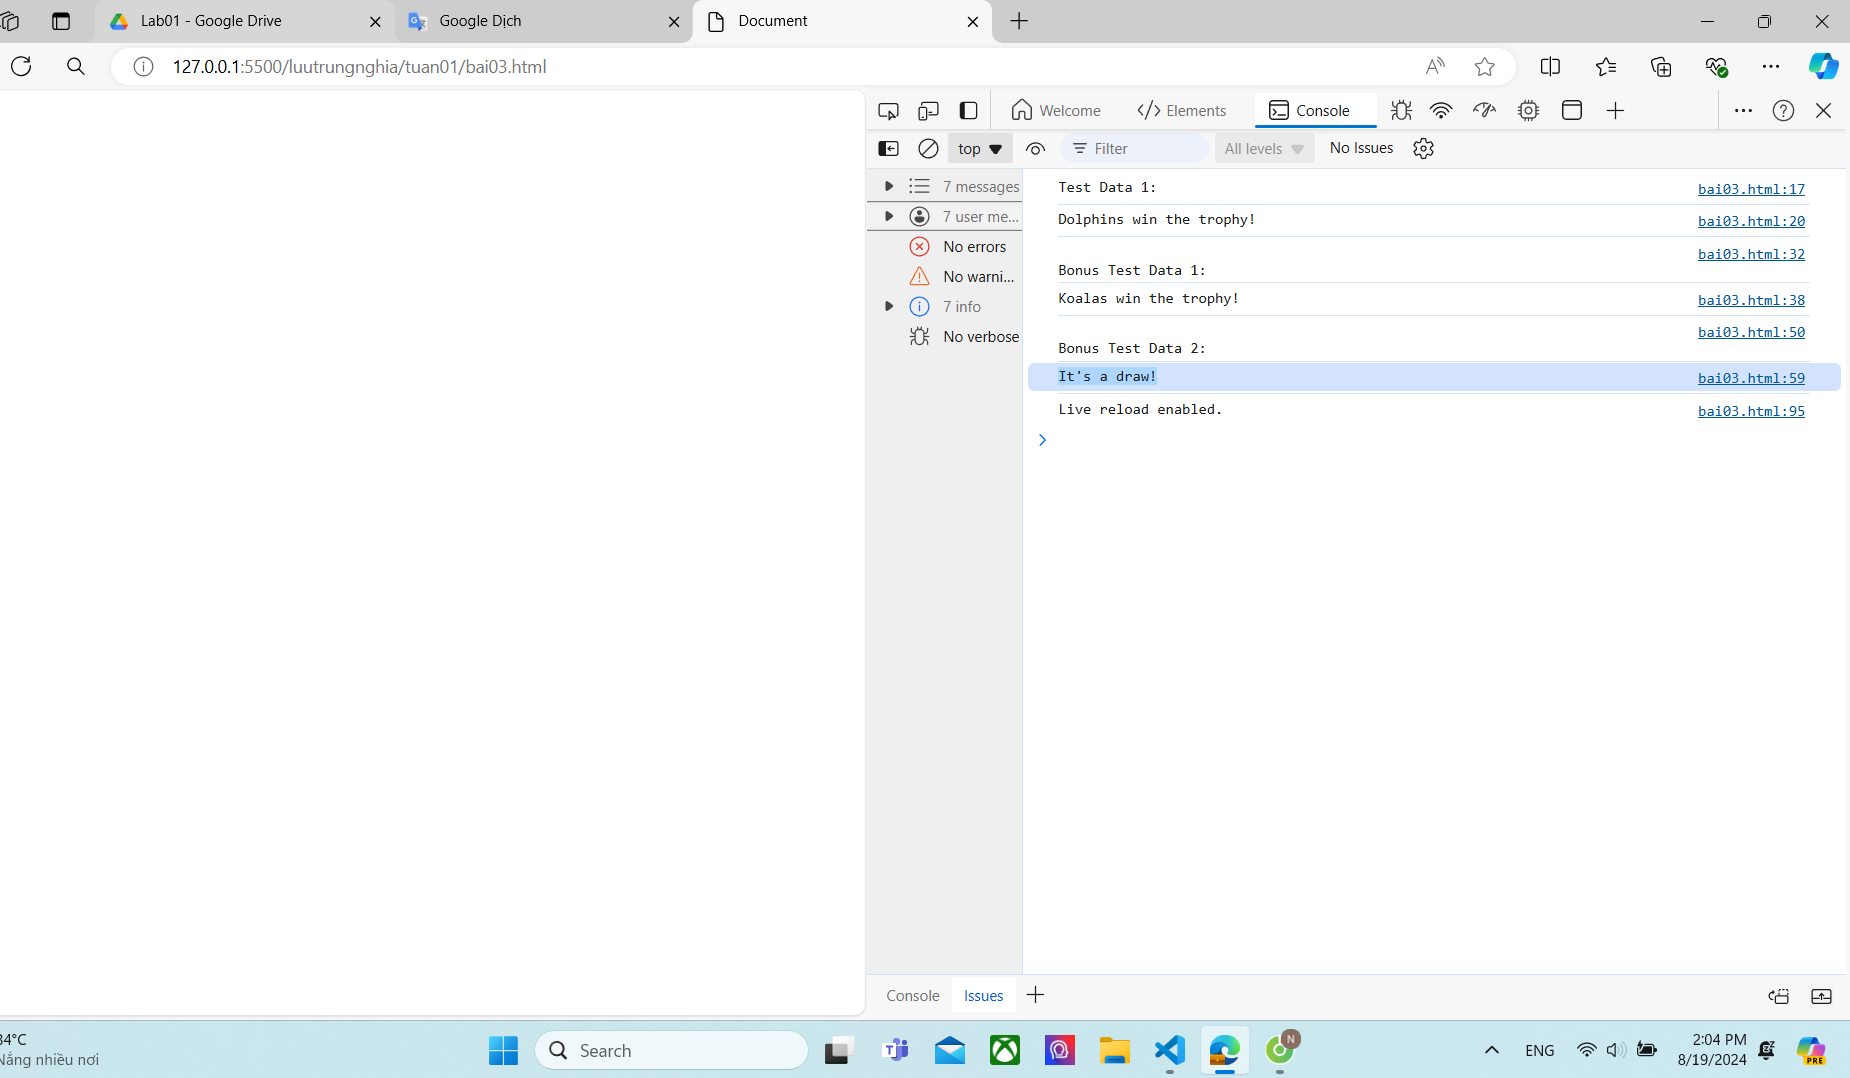 Lab01 - Google Drive
Google Dịch
Document
127.0.0.1:5500/luutrungnghia/tuan01/bai03.html
Welcome
Elements
Console
top
Filter
All levels
No Issues
7 messages
7 user me...
No errors
No warni...
7 info
No verbose
Test Data 1:
bai03.html:17
Dolphins win the trophy!
bai03.html:20
bai03.html:32
Bonus Test Data 1:
Koalas win the trophy!
bai03.html:38
bai03.html:50
Bonus Test Data 2:
It's a draw!
bai03.html:59
Live reload enabled.
bai03.html:95
Console
Issues
34°C
Nắng nhiều nơi
Search
N
ENG
2:04 PM
8/19/2024
PRE